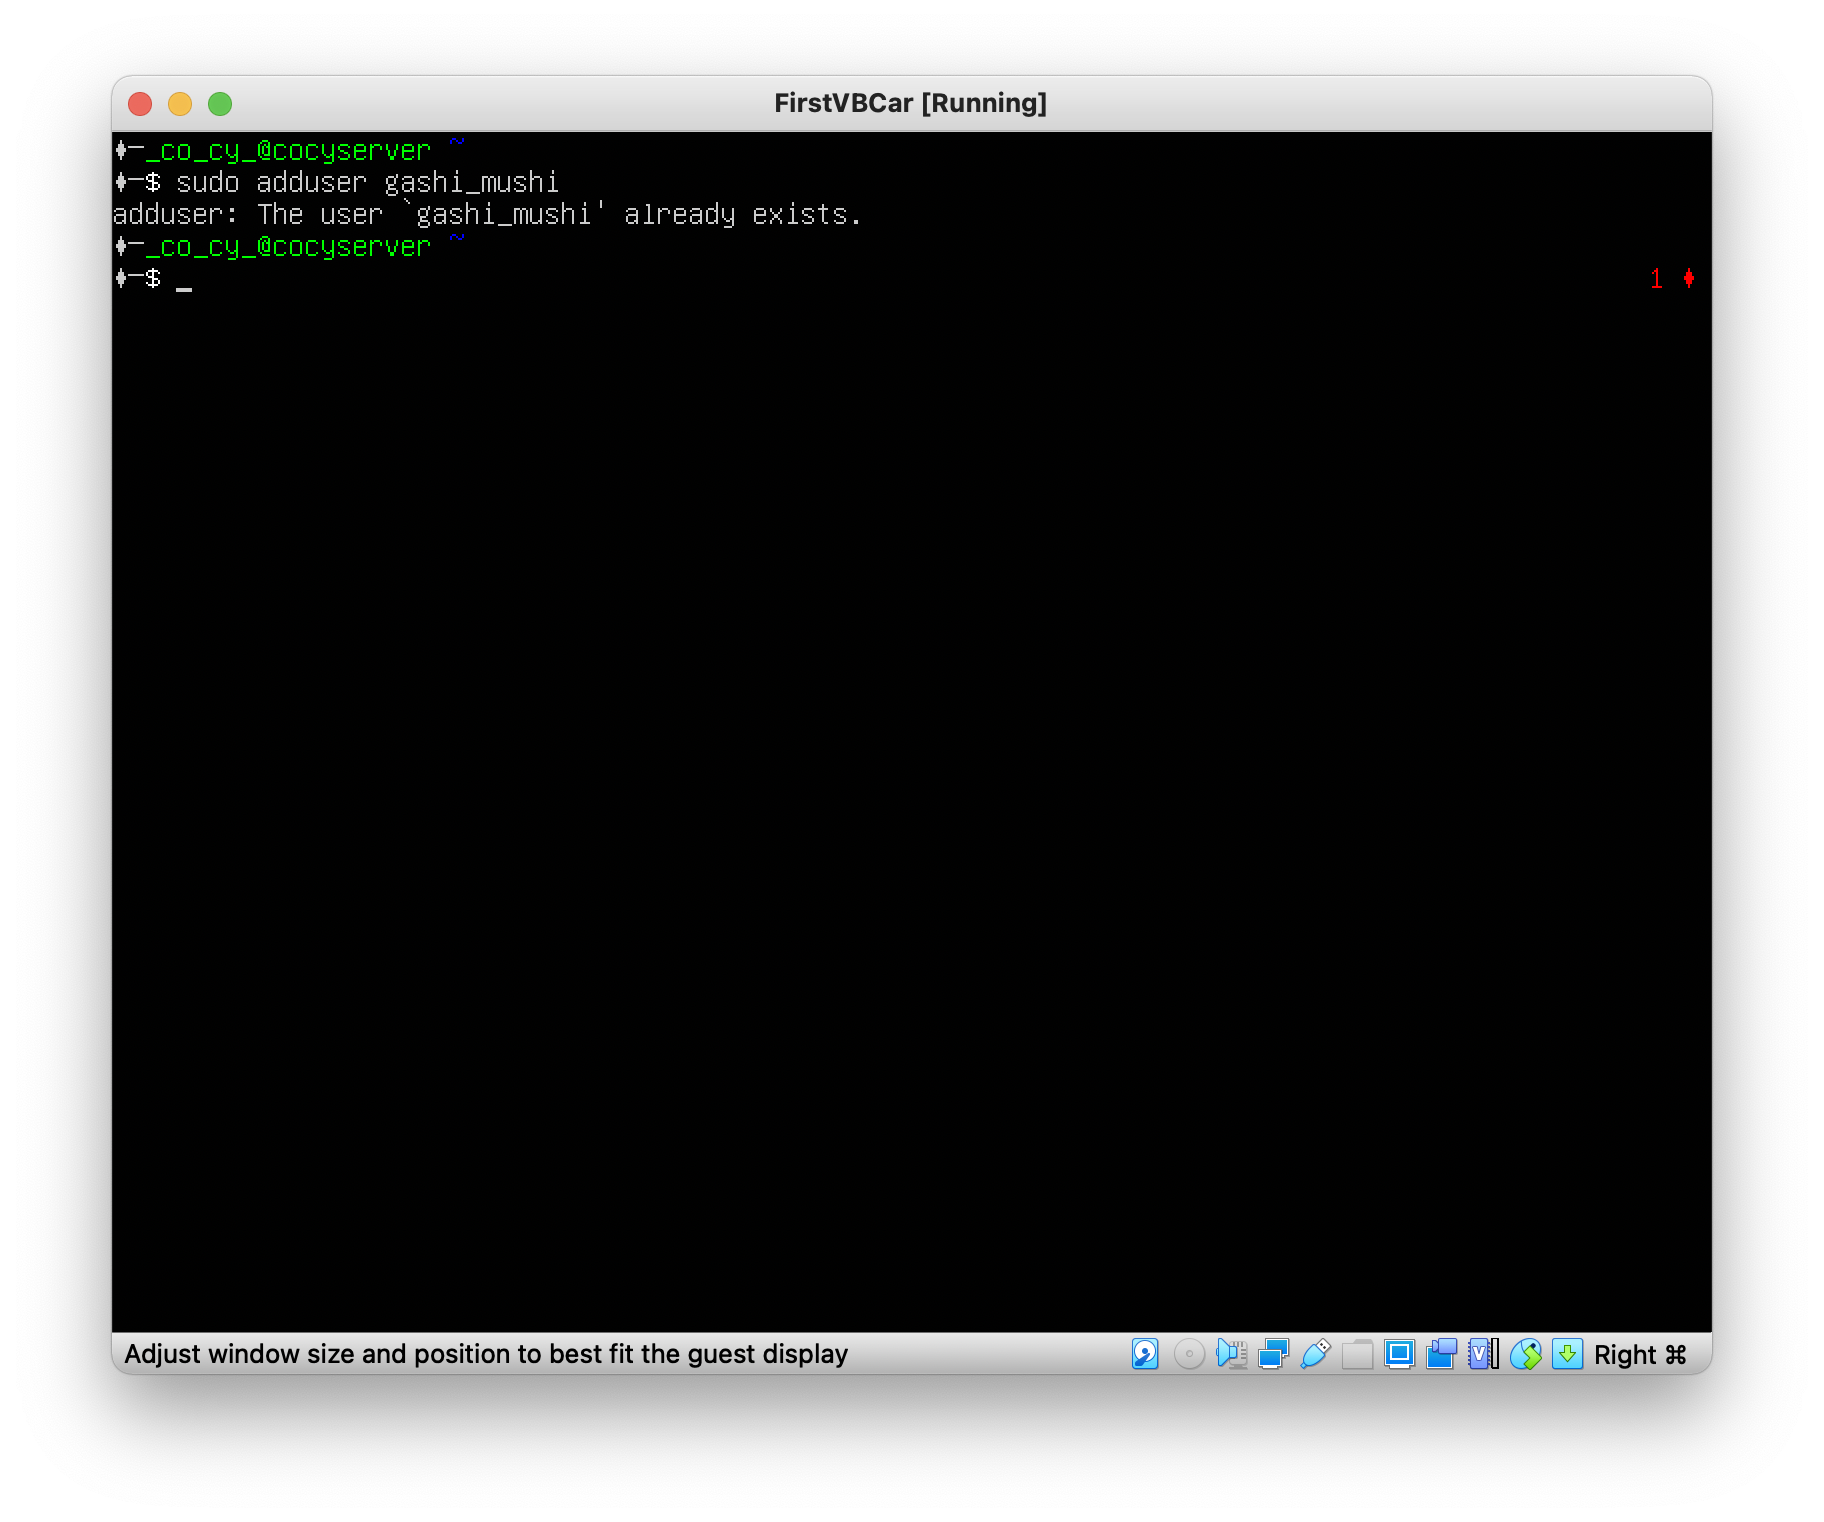 FirstVBCar [Running]
♦─_co_cy_@cocyserver ~
♦─$ sudo adduser gashi_mushi
adduser: The user `gashi_mushi' already exists.
♦─_co_cy_@cocyserver ~
♦─$ _ 1 ♦
Adjust window size and position to best fit the guest display Right ⌘